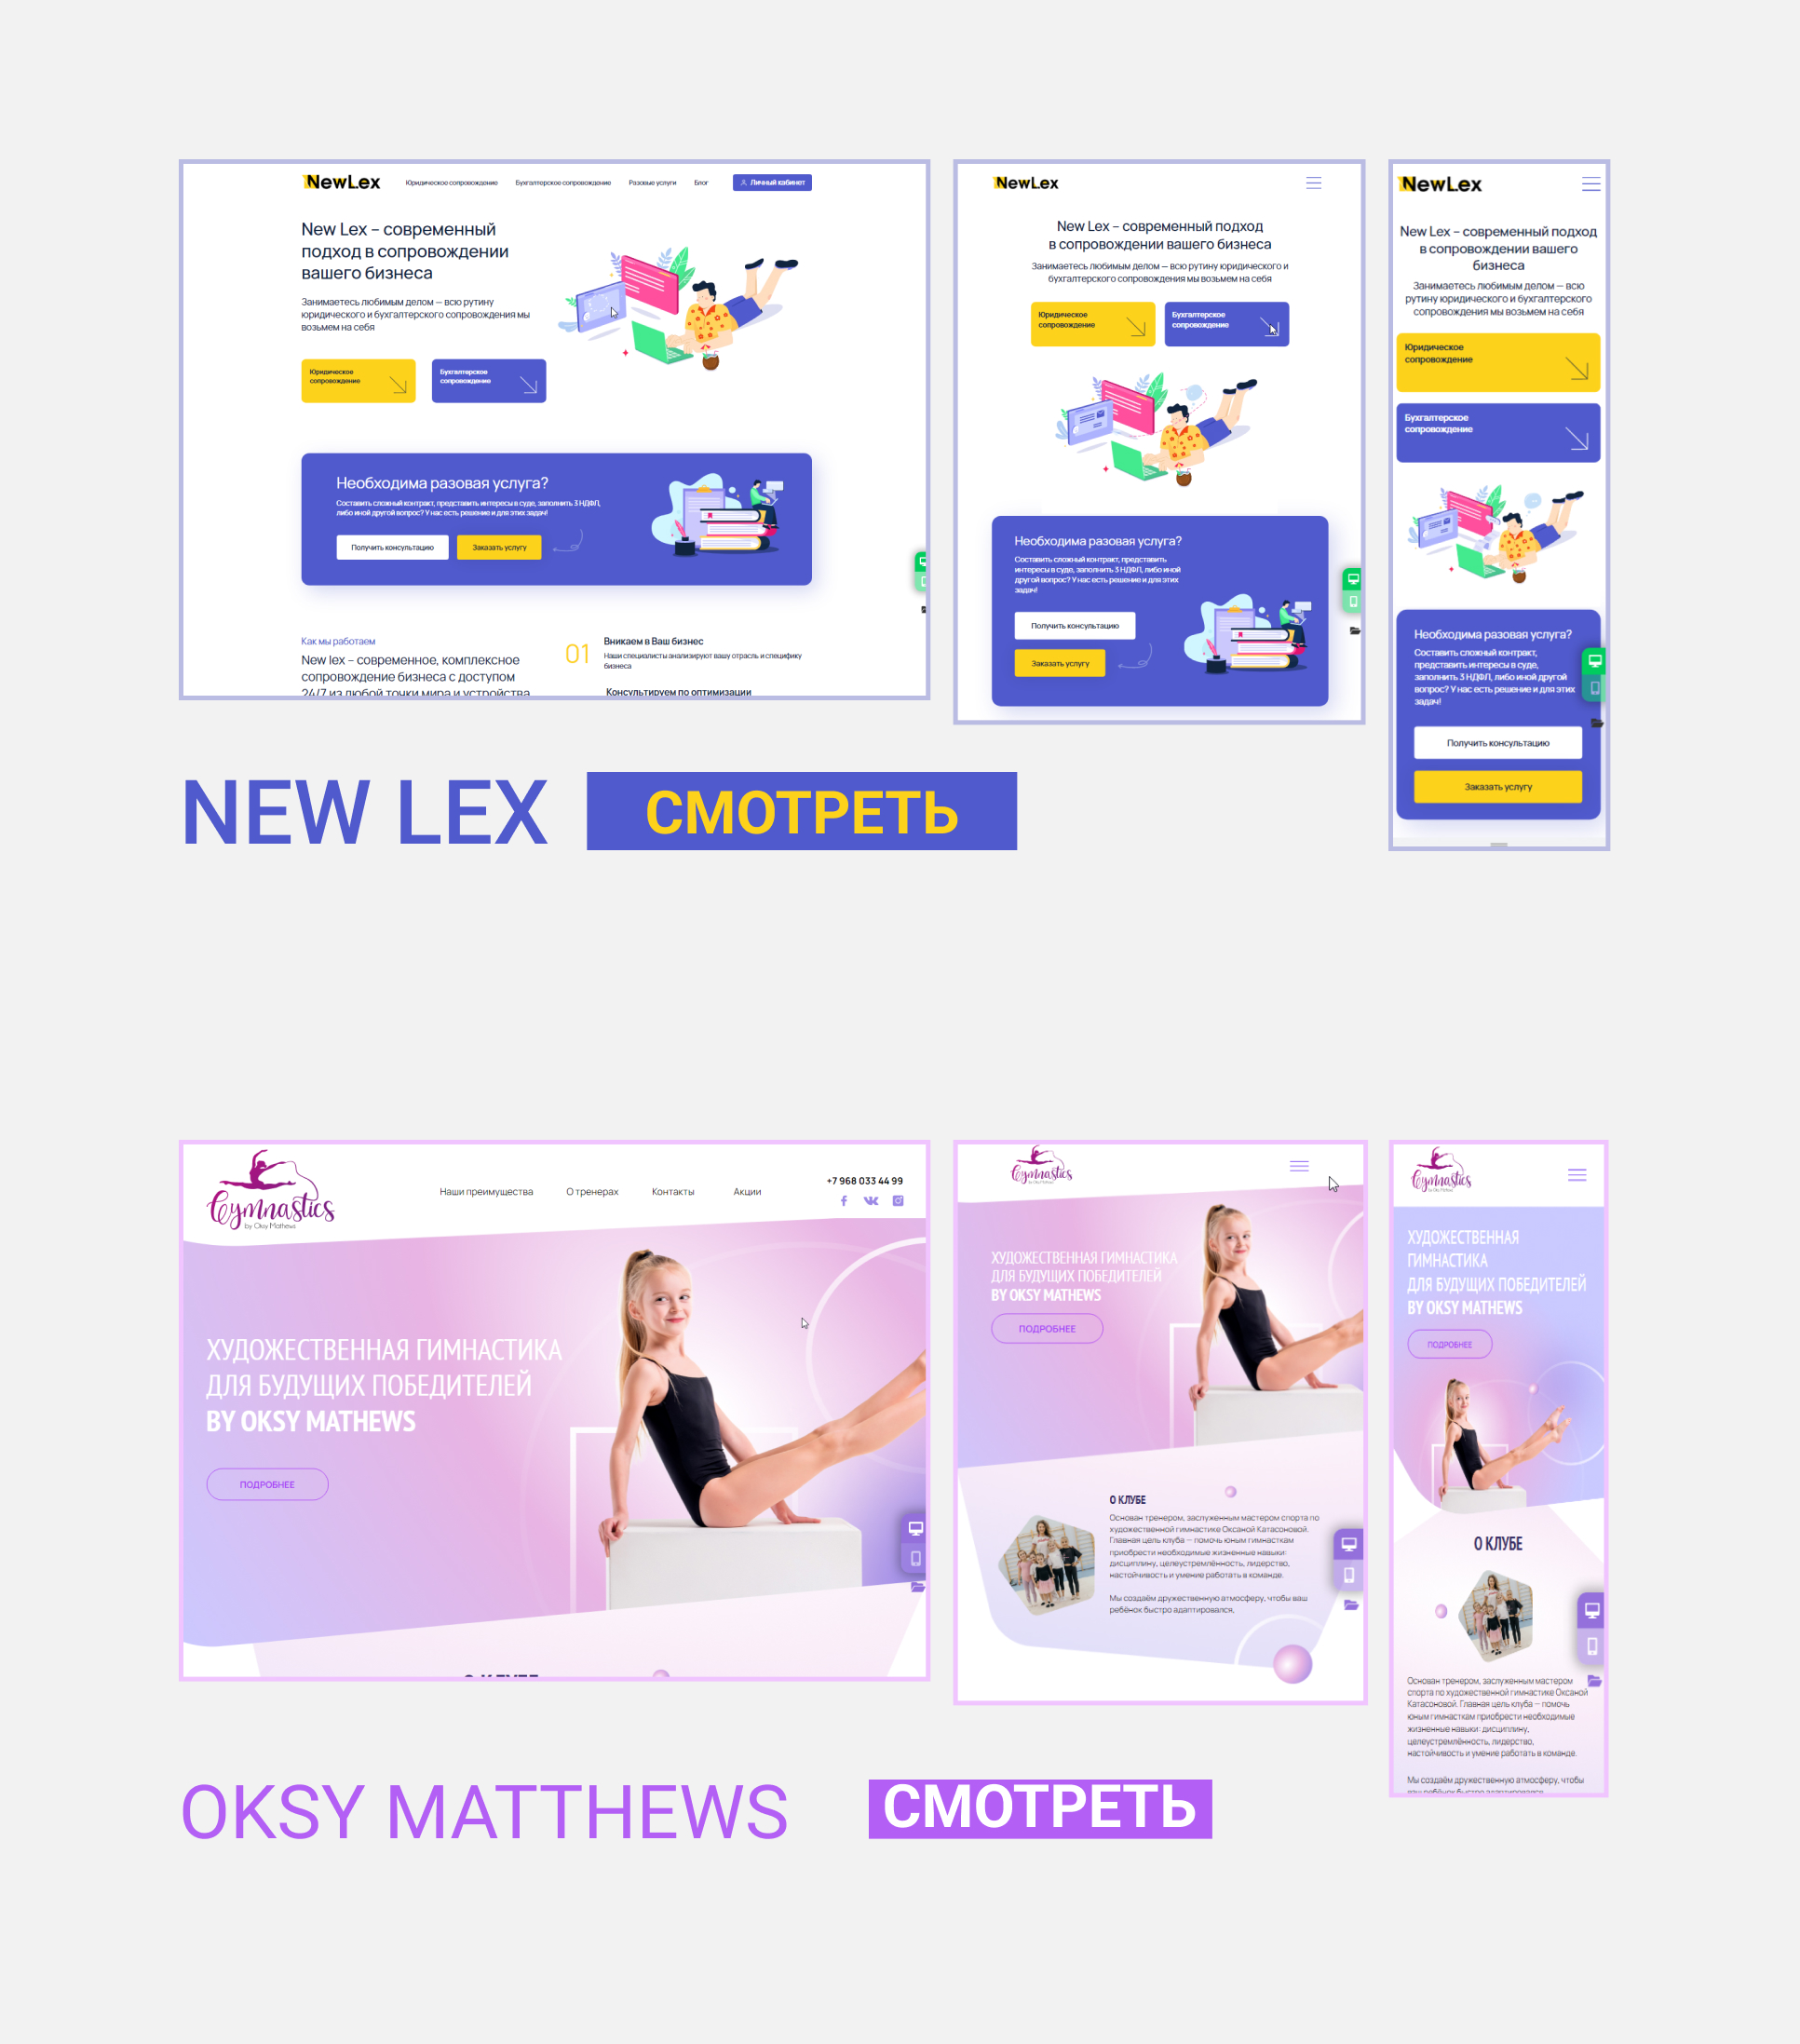 NewLex
Юридическое сопровождение
Бухгалтерское сопровождение
Разовые услуги
Блог
Личный кабинет
New Lex – современный
подход в сопровождении
вашего бизнеса
Занимаетесь любимым делом — всю рутину
юридического и бухгалтерского сопровождения мы
возьмем на себя
Юридическое
сопровождение
Бухгалтерское
сопровождение
Необходима разовая услуга?
Составить сложный контракт, представить интересы в суде, заполнить 3 НДФЛ,
либо иной другой вопрос? У нас есть решение и для этих задач!
Получить консультацию
Заказать услугу
Как мы работаем
New lex – современное, комплексное
сопровождение бизнеса с доступом
24/7 из любой точки мира и устройства
01
Вникаем в Ваш бизнес
Наши специалисты анализируют вашу отрасль и специфику
бизнеса
Консультируем по оптимизации
NewLex
New Lex – современный подход
в сопровождении вашего бизнеса
Занимаетесь любимым делом — всю рутину юридического и
бухгалтерского сопровождения мы возьмем на себя
Юридическое
сопровождение
Бухгалтерское
сопровождение
Необходима разовая услуга?
Составить сложный контракт, представить
интересы в суде, заполнить 3 НДФЛ, либо иной
другой вопрос? У нас есть решение и для этих
задач!
Получить консультацию
Заказать услугу
NewLex
New Lex – современный подход
в сопровождении вашего
бизнеса
Занимаетесь любимым делом — всю
рутину юридического и бухгалтерского
сопровождения мы возьмем на себя
Юридическое
сопровождение
Бухгалтерское
сопровождение
Необходима разовая услуга?
Составить сложный контракт,
представить интересы в суде,
заполнить 3 НДФЛ, либо иной другой
вопрос? У нас есть решение и для этих
задач!
Получить консультацию
Заказать услугу
NEW LEX
СМОТРЕТЬ
Gymnastics
by Oksy Mathews
Наши преимущества
О тренерах
Контакты
Акции
+7 968 033 44 99
ХУДОЖЕСТВЕННАЯ ГИМНАСТИКА
ДЛЯ БУДУЩИХ ПОБЕДИТЕЛЕЙ
BY OKSY MATHEWS
ПОДРОБНЕЕ
О КЛУБЕ
Gymnastics
by Oksy Mathews
ХУДОЖЕСТВЕННАЯ ГИМНАСТИКА
ДЛЯ БУДУЩИХ ПОБЕДИТЕЛЕЙ
BY OKSY MATHEWS
ПОДРОБНЕЕ
О КЛУБЕ
Основан тренером, заслуженным мастером спорта по
художественной гимнастике Оксаной Катасоновой.
Главная цель клуба — помочь юным гимнасткам
приобрести необходимые жизненные навыки:
дисциплину, целеустремлённость, лидерство,
настойчивость и умение работать в команде.
Мы создаём дружественную атмосферу, чтобы ваш
ребёнок быстро адаптировался,
Gymnastics
by Oksy Mathews
ХУДОЖЕСТВЕННАЯ
ГИМНАСТИКА
ДЛЯ БУДУЩИХ ПОБЕДИТЕЛЕЙ
BY OKSY MATHEWS
ПОДРОБНЕЕ
О КЛУБЕ
Основан тренером, заслуженным мастером
спорта по художественной гимнастике Оксаной
Катасоновой. Главная цель клуба — помочь
юным гимнасткам приобрести необходимые
жизненные навыки: дисциплину,
целеустремлённость, лидерство,
настойчивость и умение работать в команде.
Мы создаём дружественную атмосферу, чтобы
ваш ребёнок быстро адаптировался,
OKSY MATTHEWS
СМОТРЕТЬ